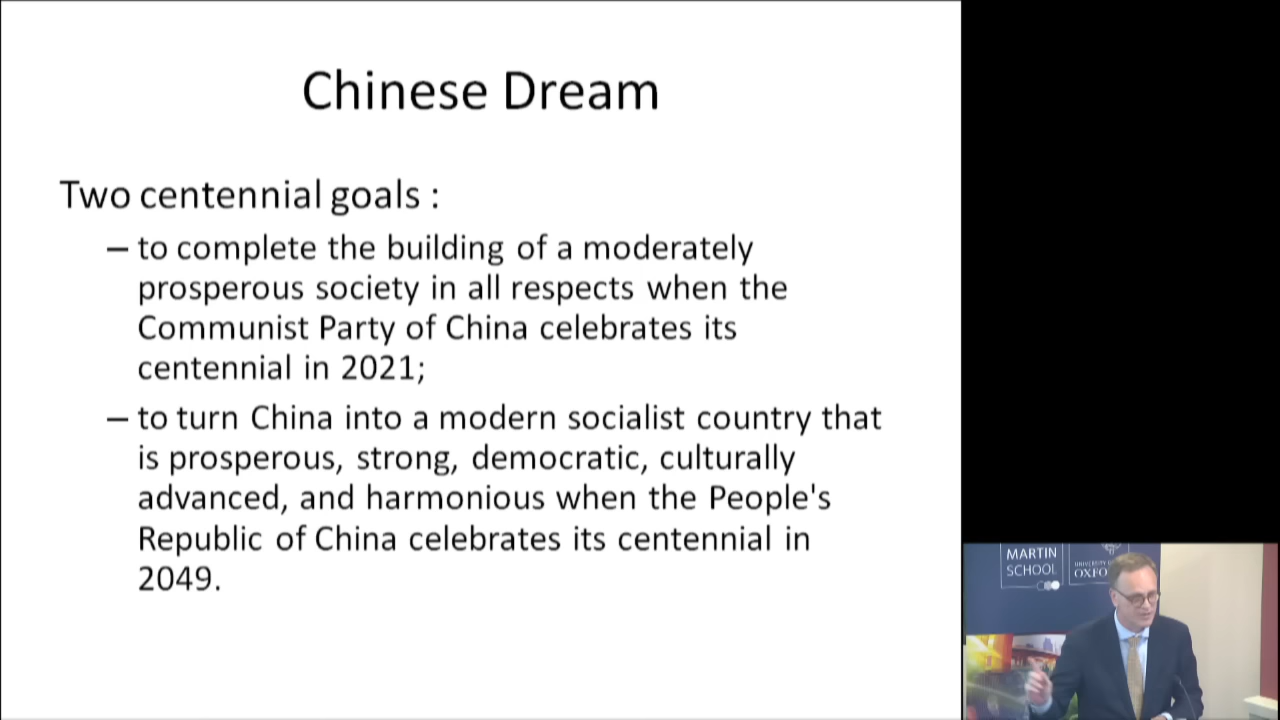 Chinese Dream
Two centennial goals :
– to complete the building of a moderately
prosperous society in all respects when the
Communist Party of China celebrates its
centennial in 2021;
– to turn China into a modern socialist country that
is prosperous, strong, democratic, culturally
advanced, and harmonious when the People's
Republic of China celebrates its centennial in
2049.
MARTIN
SCHOOL
UNIVERSITY